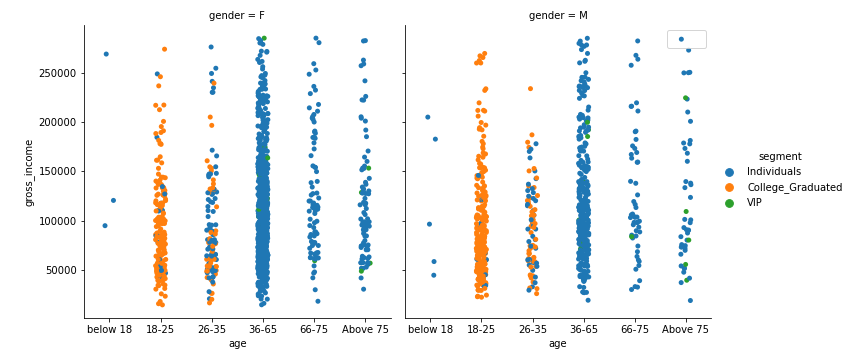 gender = F
gender = M
gross_income
250000
200000
150000
100000
50000
below 18 18-25 26-35 36-65 66-75 Above 75
age
below 18 18-25 26-35 36-65 66-75 Above 75
age
segment
Individuals
College_Graduated
VIP